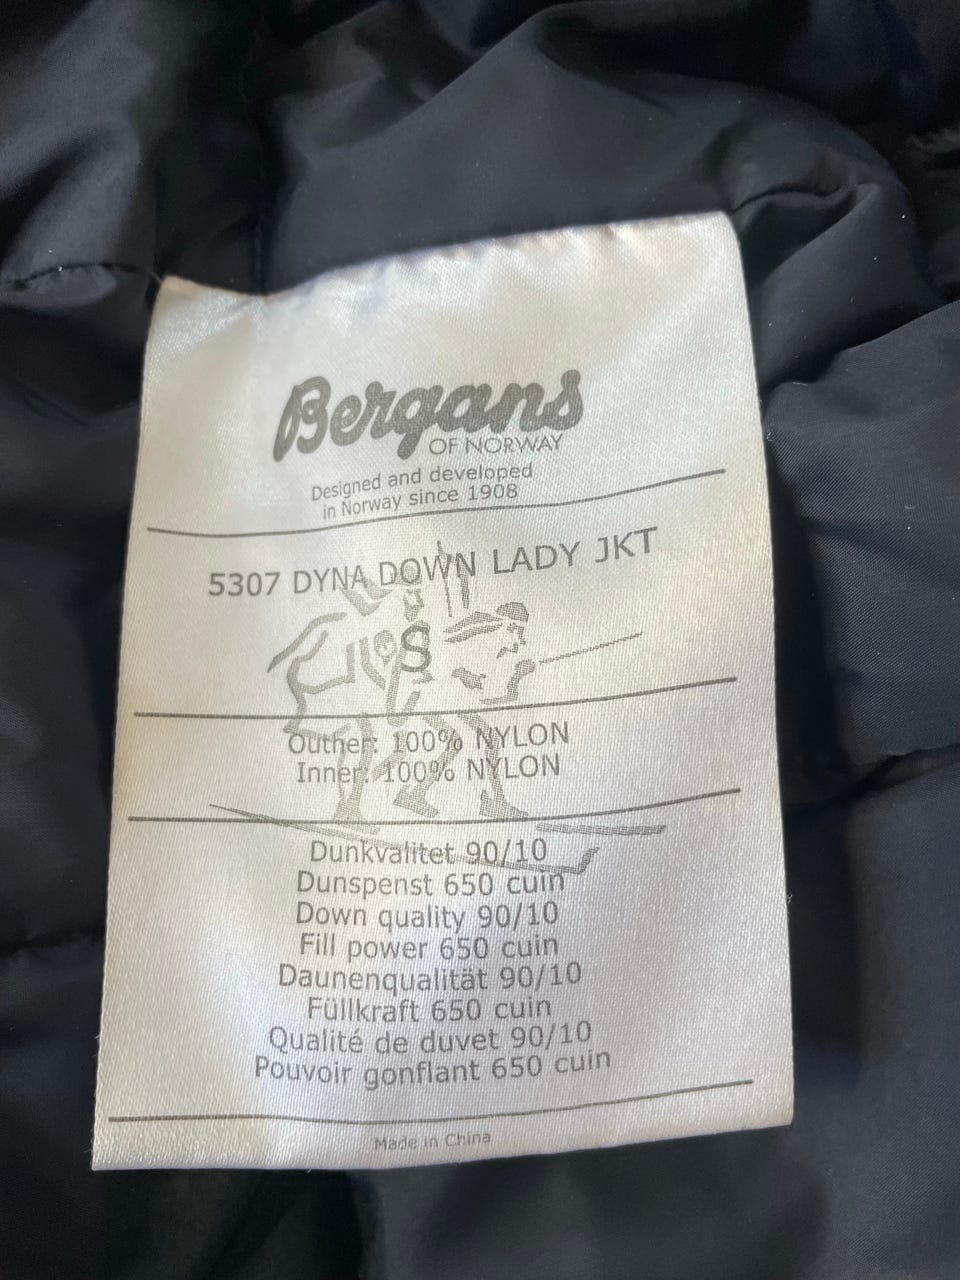 Bergans
OF NORWAY
Designed and developed
in Norway since 1908
5307 DYNA DOWN LADY JKT
S
Outher: 100% NYLON
Inner: 100% NYLON
Dunkvalitet 90/10
Dunspenst 650 cuin
Down quality 90/10
Fill power 650 cuin
Daunenqualität 90/10
Füllkraft 650 cuin
Qualité de duvet 90/10
Pouvoir gonflant 650 cuin
Made in China